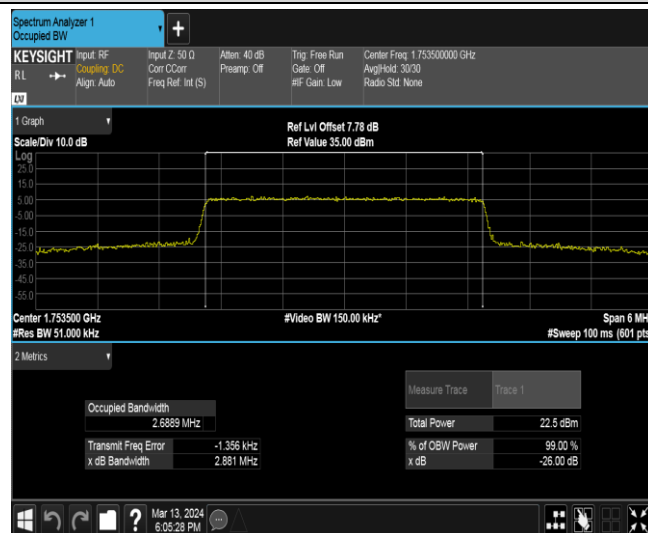 Spectrum Analyzer 1
Occupied BW
KEYSIGHT
R L
Input: RF
Coupling: DC
Align: Auto
Input Z: 50 Ω
Corr CCorr
Freq Ref: Int (S)
Atten: 40 dB
Preamp: Off
Trig: Free Run
Gate: Off
#IF Gain: Low
Center Freq: 1.753500000 GHz
Avg|Hold: 30/30
Radio Std: None
LXI
1 Graph
Scale/Div 10.0 dB
Ref Lvl Offset 7.78 dB
Ref Value 35.00 dBm
Log
25.0
15.0
5.00
-5.00
-15.0
-25.0
-35.0
-45.0
-55.0
Center 1.753500 GHz
#Res BW 51.000 kHz
#Video BW 150.00 kHz*
Span 6 MH
#Sweep 100 ms (601 pts
2 Metrics
Measure Trace
Trace 1
Occupied Bandwidth
2.6889 MHz
Total Power
22.5 dBm
Transmit Freq Error
-1.356 kHz
% of OBW Power
99.00 %
x dB Bandwidth
2.881 MHz
x dB
-26.00 dB
?
Mar 13, 2024
6:05:28 PM